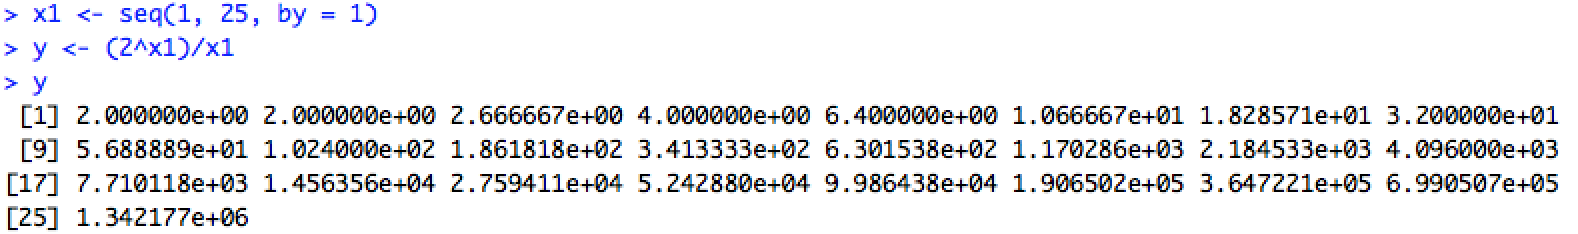 > x1 <- seq(1, 25, by = 1)
> y <- (2^x1)/x1
> y
 [1] 2.000000e+00 2.000000e+00 2.666667e+00 4.000000e+00 6.400000e+00 1.066667e+01 1.828571e+01 3.200000e+01
 [9] 5.688889e+01 1.024000e+02 1.861818e+02 3.413333e+02 6.301538e+02 1.170286e+03 2.184533e+03 4.096000e+03
[17] 7.710118e+03 1.456356e+04 2.759411e+04 5.242880e+04 9.986438e+04 1.906502e+05 3.647221e+05 6.990507e+05
[25] 1.342177e+06